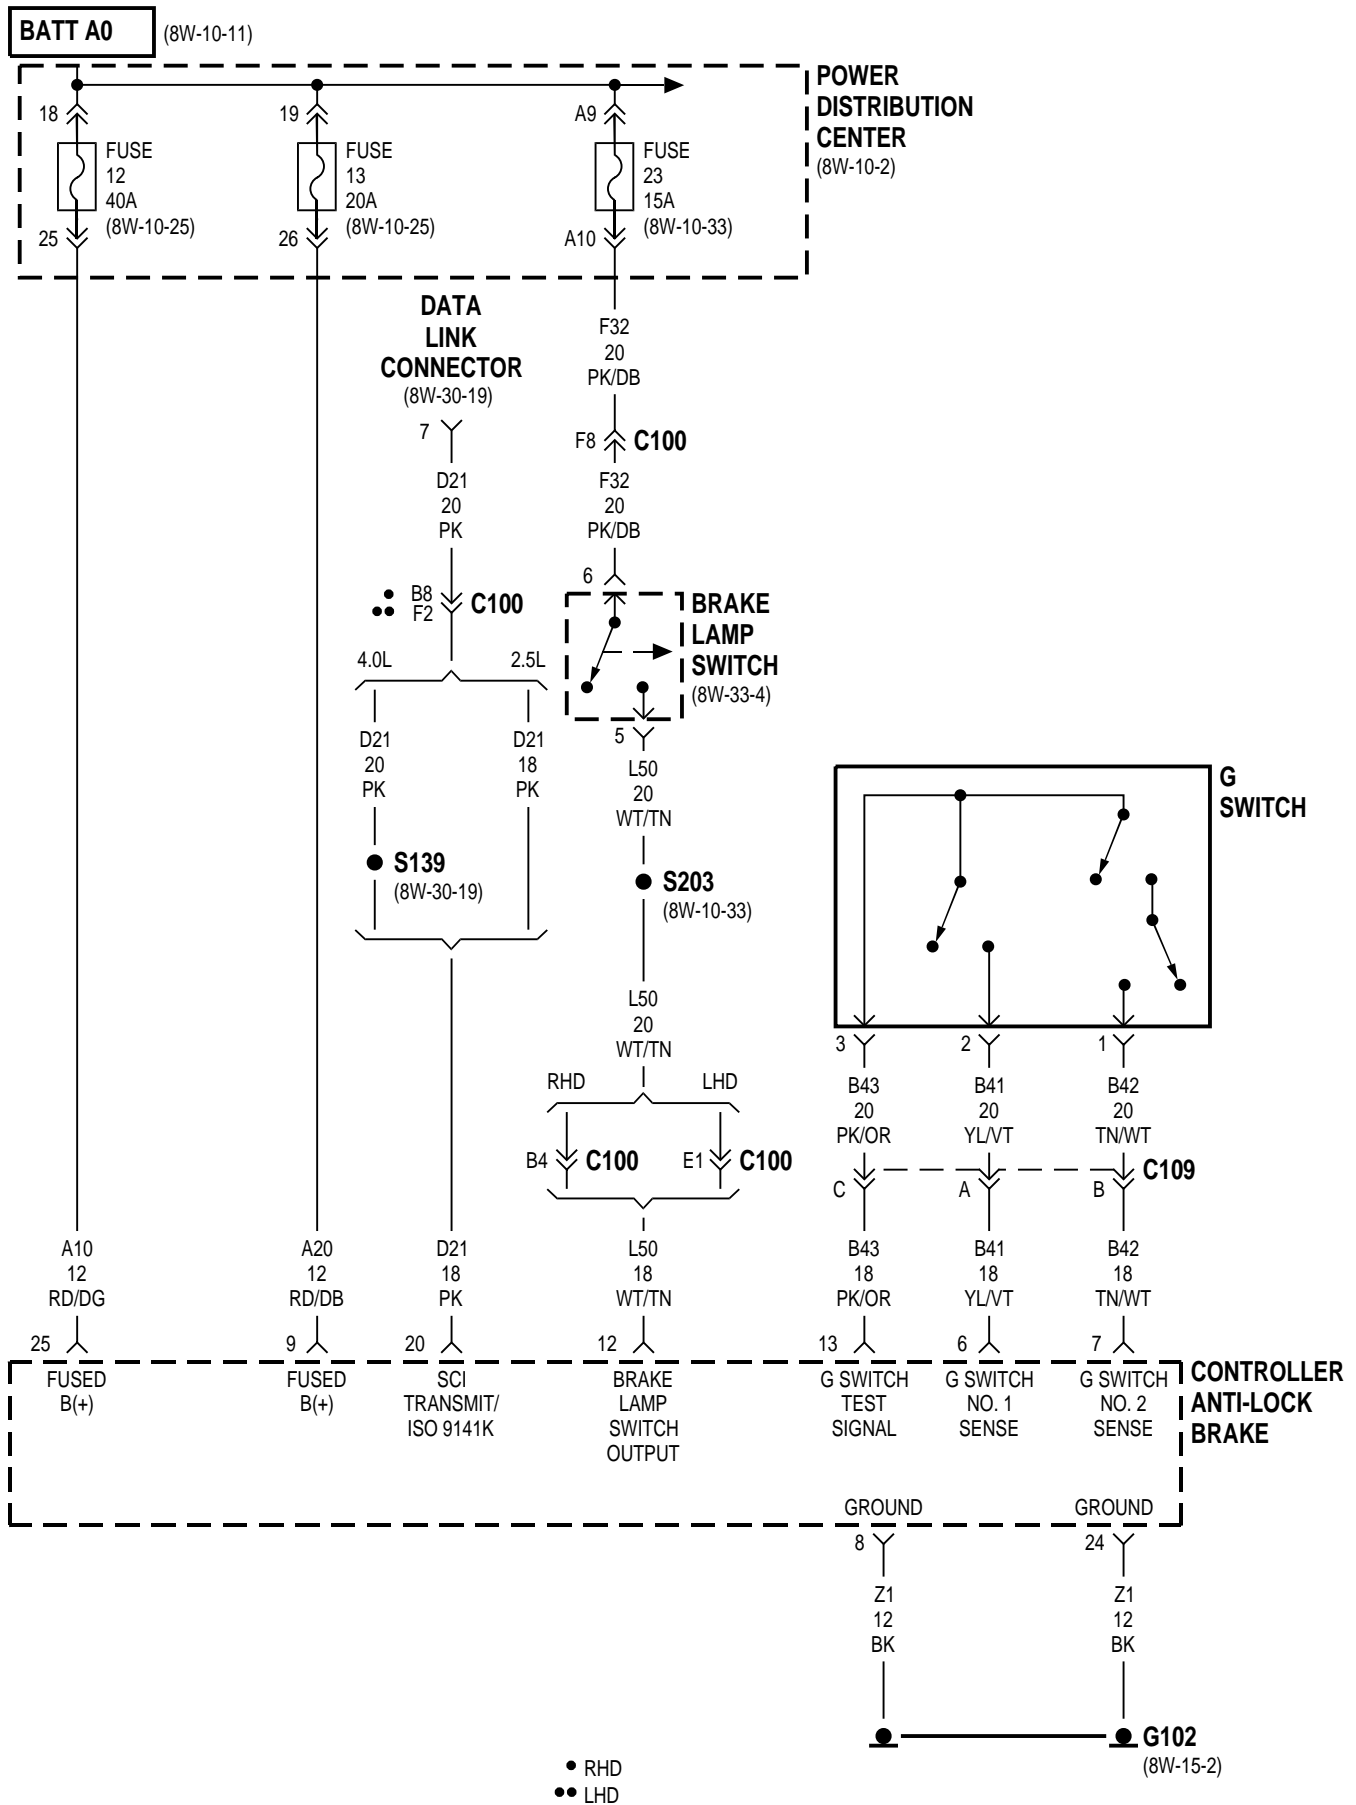 BATT A0 (8W-10-11)
POWER
DISTRIBUTION
CENTER
(8W-10-2)
18
FUSE
12
40A
(8W-10-25)
25
19
FUSE
13
20A
(8W-10-25)
26
A9
FUSE
23
15A
(8W-10-33)
A10
DATA
LINK
CONNECTOR
(8W-30-19)
7
D21
20
PK
F32
20
PK/DB
F8 C100
F32
20
PK/DB
6
B8
F2
C100
BRAKE
LAMP
SWITCH
(8W-33-4)
4.0L 2.5L
D21
20
PK
D21
18
PK
S139
(8W-30-19)
5
L50
20
WT/TN
S203
(8W-10-33)
L50
20
WT/TN
RHD LHD
B4 C100 E1 C100
G
SWITCH
3 2 1
B43
20
PK/OR
B41
20
YL/VT
B42
20
TN/WT
C A B C109
A10
12
RD/DG
A20
12
RD/DB
D21
18
PK
L50
18
WT/TN
B43
18
PK/OR
B41
18
YL/VT
B42
18
TN/WT
25 9 20 12 13 6 7
FUSED
B(+)
FUSED
B(+)
SCI
TRANSMIT/
ISO 9141K
BRAKE
LAMP
SWITCH
OUTPUT
G SWITCH
TEST
SIGNAL
G SWITCH
NO. 1
SENSE
G SWITCH
NO. 2
SENSE
CONTROLLER
ANTI-LOCK
BRAKE
GROUND GROUND
8 24
Z1
12
BK
Z1
12
BK
G102
(8W-15-2)
• RHD
•• LHD